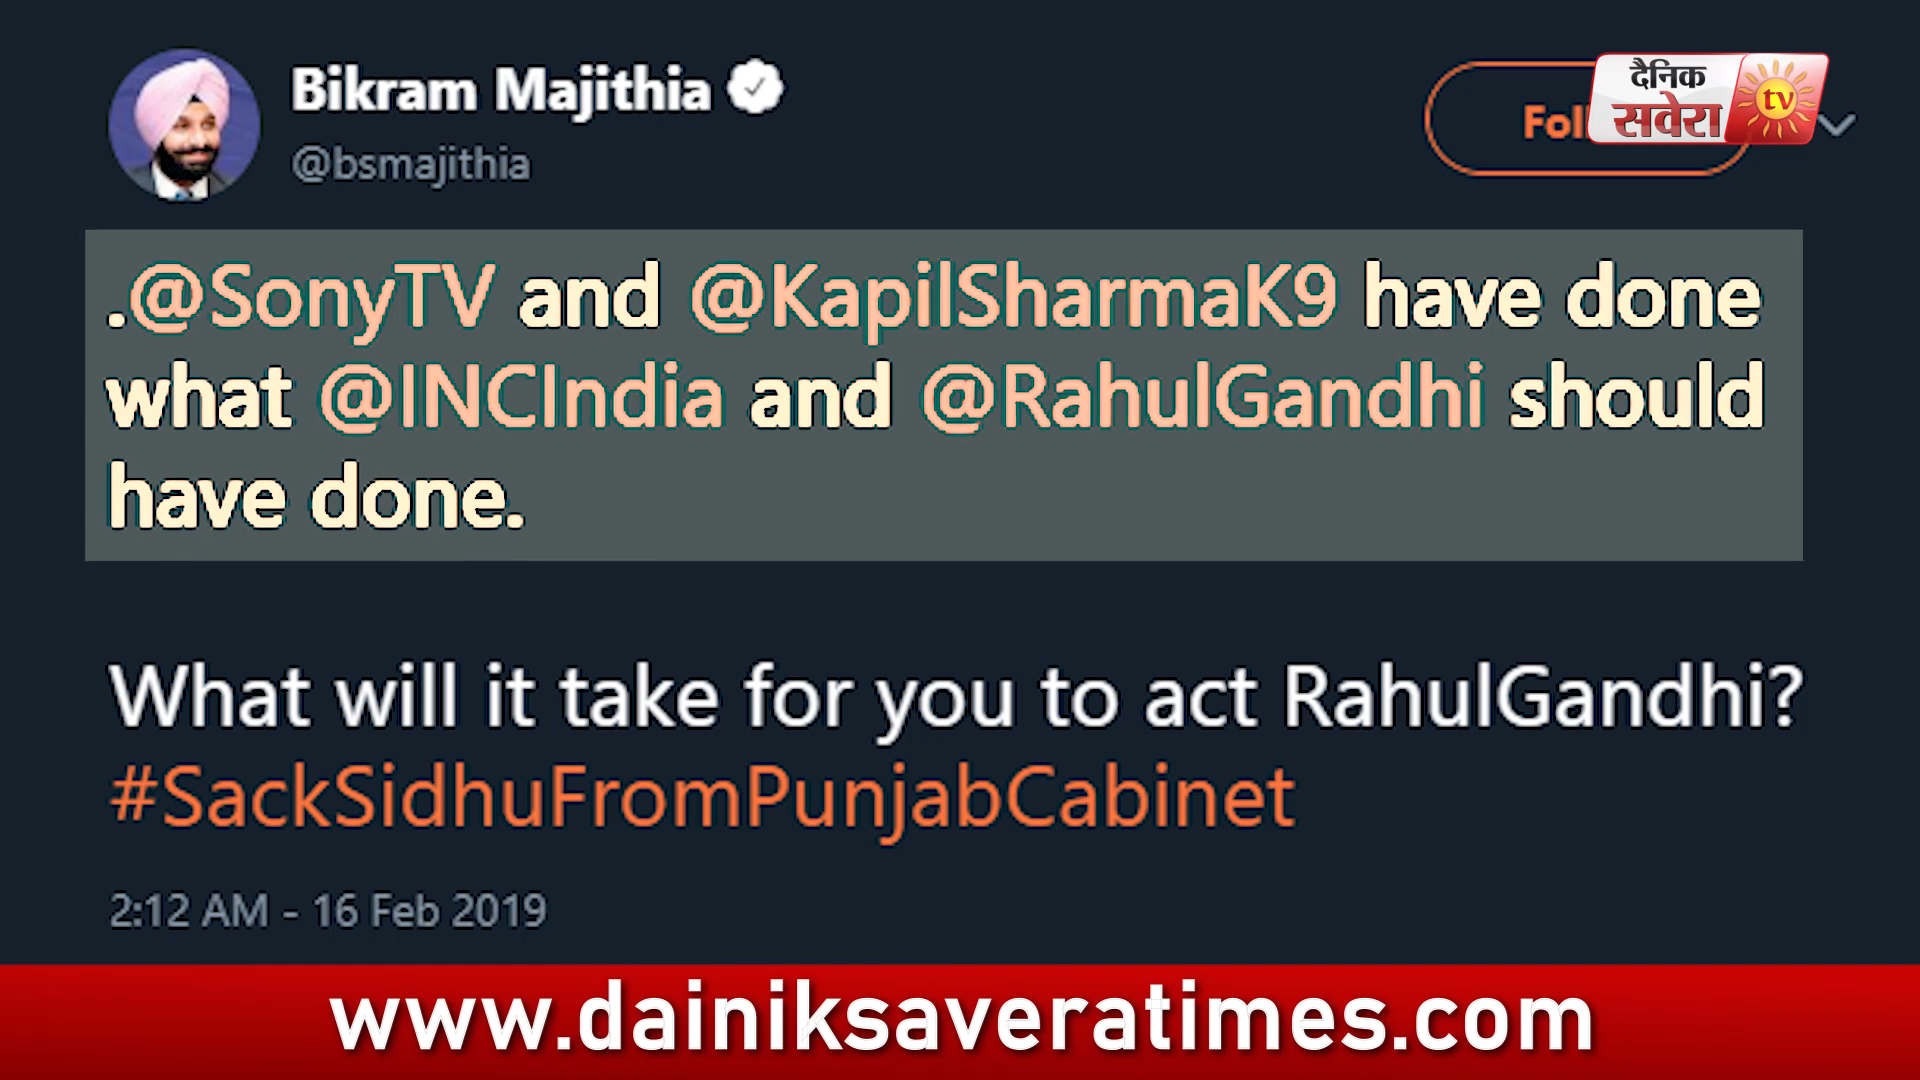 Bikram Majithia
@bsmajithia
Fol
दैनिक
सवेरा
tv
.@SonyTV and @KapilSharmaK9 have done
what @INCIndia and @RahulGandhi should
have done.
What will it take for you to act RahulGandhi?
#SackSidhuFromPunjabCabinet
2:12 AM - 16 Feb 2019
www.dainiksaveratimes.com